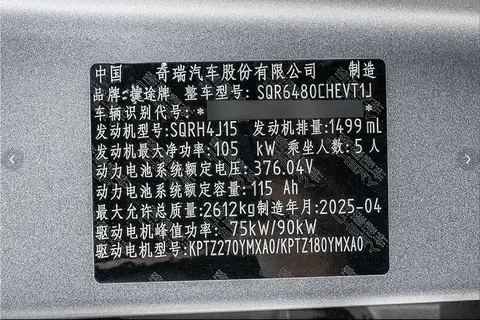 中国 奇瑞汽车股份有限公司 制造
品牌:捷途牌 整车型号:SQR6480CHEVT1J
车辆识别代号:* *
发动机型号:SQRH4J15 发动机排量:1499ml
发动机最大净功率:105 kW 乘坐人数:5人
动力电池系统额定电压:376.04V
动力电池系统额定容量:115 Ah
最大允许总质量:2612kg制造年月:2025-04
驱动电机峰值功率: 75kW/90kW
驱动电机型号:KPTZ270YMXA0/KPTZ180YMXA0